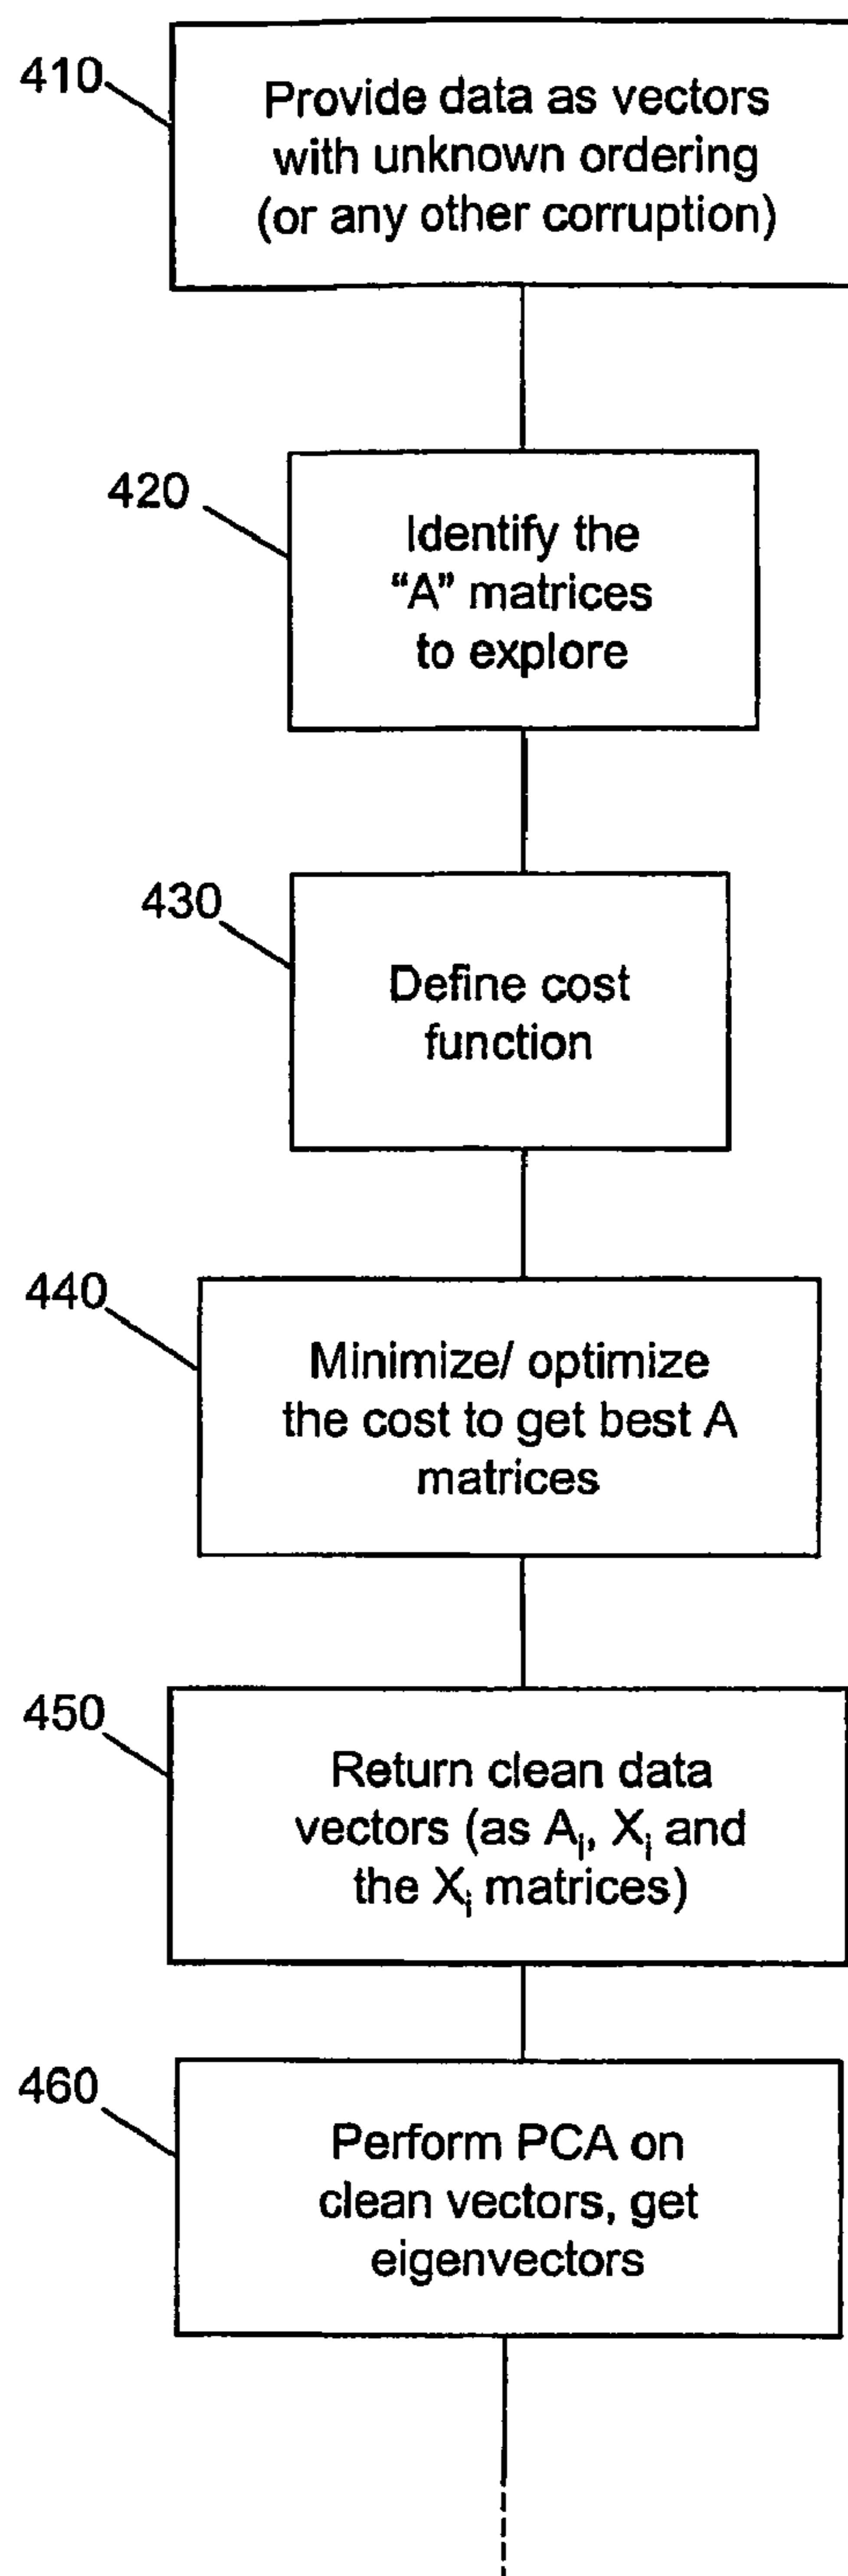 410
Provide data as vectors
with unknown ordering
(or any other corruption)
420
Identify the
“A” matrices
to explore
430
Define cost
function
440
Minimize/ optimize
the cost to get best A
matrices
450
Return clean data
vectors (as Aᵢ, Xᵢ and
the Xᵢ matrices)
460
Perform PCA on
clean vectors, get
eigenvectors